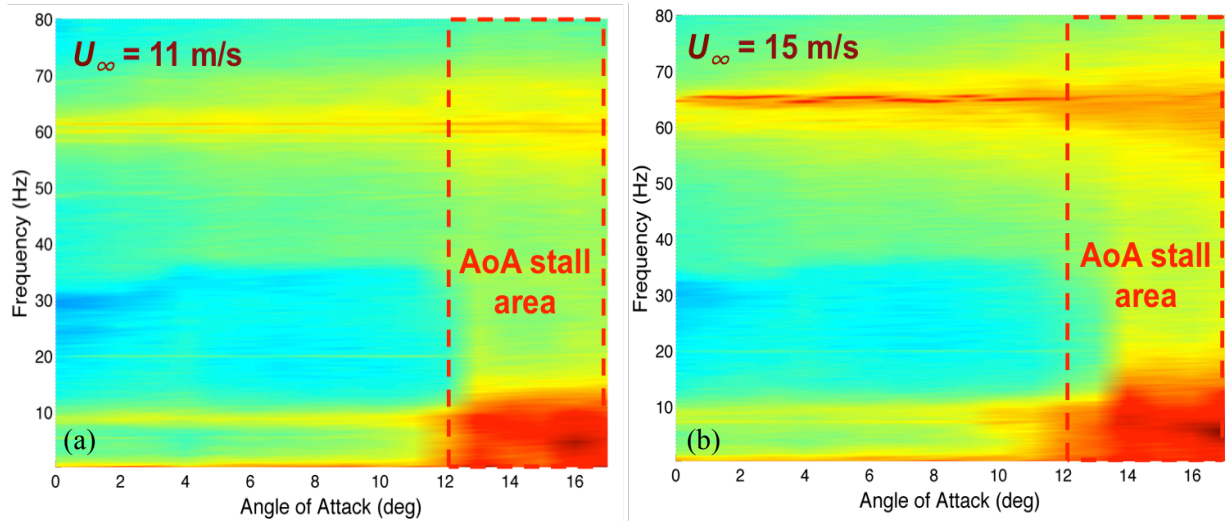 U∞ = 11 m/s
AoA stall
area
(a)
Frequency (Hz)
80
70
60
50
40
30
20
10
0 2 4 6 8 10 12 14 16
Angle of Attack (deg)
U∞ = 15 m/s
AoA stall
area
(b)
Frequency (Hz)
80
70
60
50
40
30
20
10
0 2 4 6 8 10 12 14 16
Angle of Attack (deg)